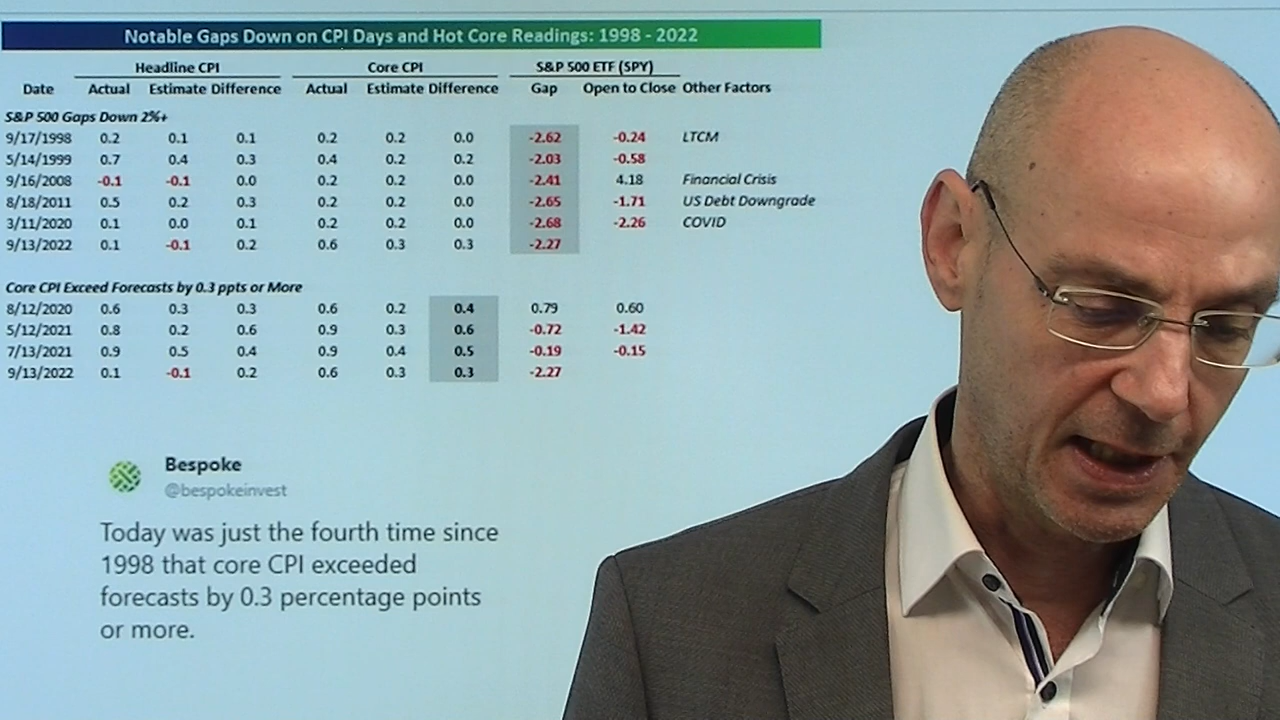 Notable Gaps Down on CPI Days and Hot Core Readings: 1998 - 2022
Headline CPI Core CPI S&P 500 ETF (SPY)
Date Actual Estimate Difference Actual Estimate Difference Gap Open to Close Other Factors
S&P 500 Gaps Down 2%+
9/17/1998 0.2 0.1 0.1 0.2 0.2 0.0 -2.62 -0.24 LTCM
5/14/1999 0.7 0.4 0.3 0.4 0.2 0.2 -2.03 -0.58
9/16/2008 -0.1 -0.1 0.0 0.2 0.2 0.0 -2.41 4.18 Financial Crisis
8/18/2011 0.5 0.2 0.3 0.2 0.2 0.0 -2.65 -1.71 US Debt Downgrade
3/11/2020 0.1 0.0 0.1 0.2 0.2 0.0 -2.68 -2.26 COVID
9/13/2022 0.1 -0.1 0.2 0.6 0.3 0.3 -2.27
Core CPI Exceed Forecasts by 0.3 ppts or More
8/12/2020 0.6 0.3 0.3 0.6 0.2 0.4 0.79 0.60
5/12/2021 0.8 0.2 0.6 0.9 0.3 0.6 -0.72 -1.42
7/13/2021 0.9 0.5 0.4 0.9 0.4 0.5 -0.19 -0.15
9/13/2022 0.1 -0.1 0.2 0.6 0.3 0.3 -2.27
Bespoke
@bespokeinvest
Today was just the fourth time since
1998 that core CPI exceeded
forecasts by 0.3 percentage points
or more.